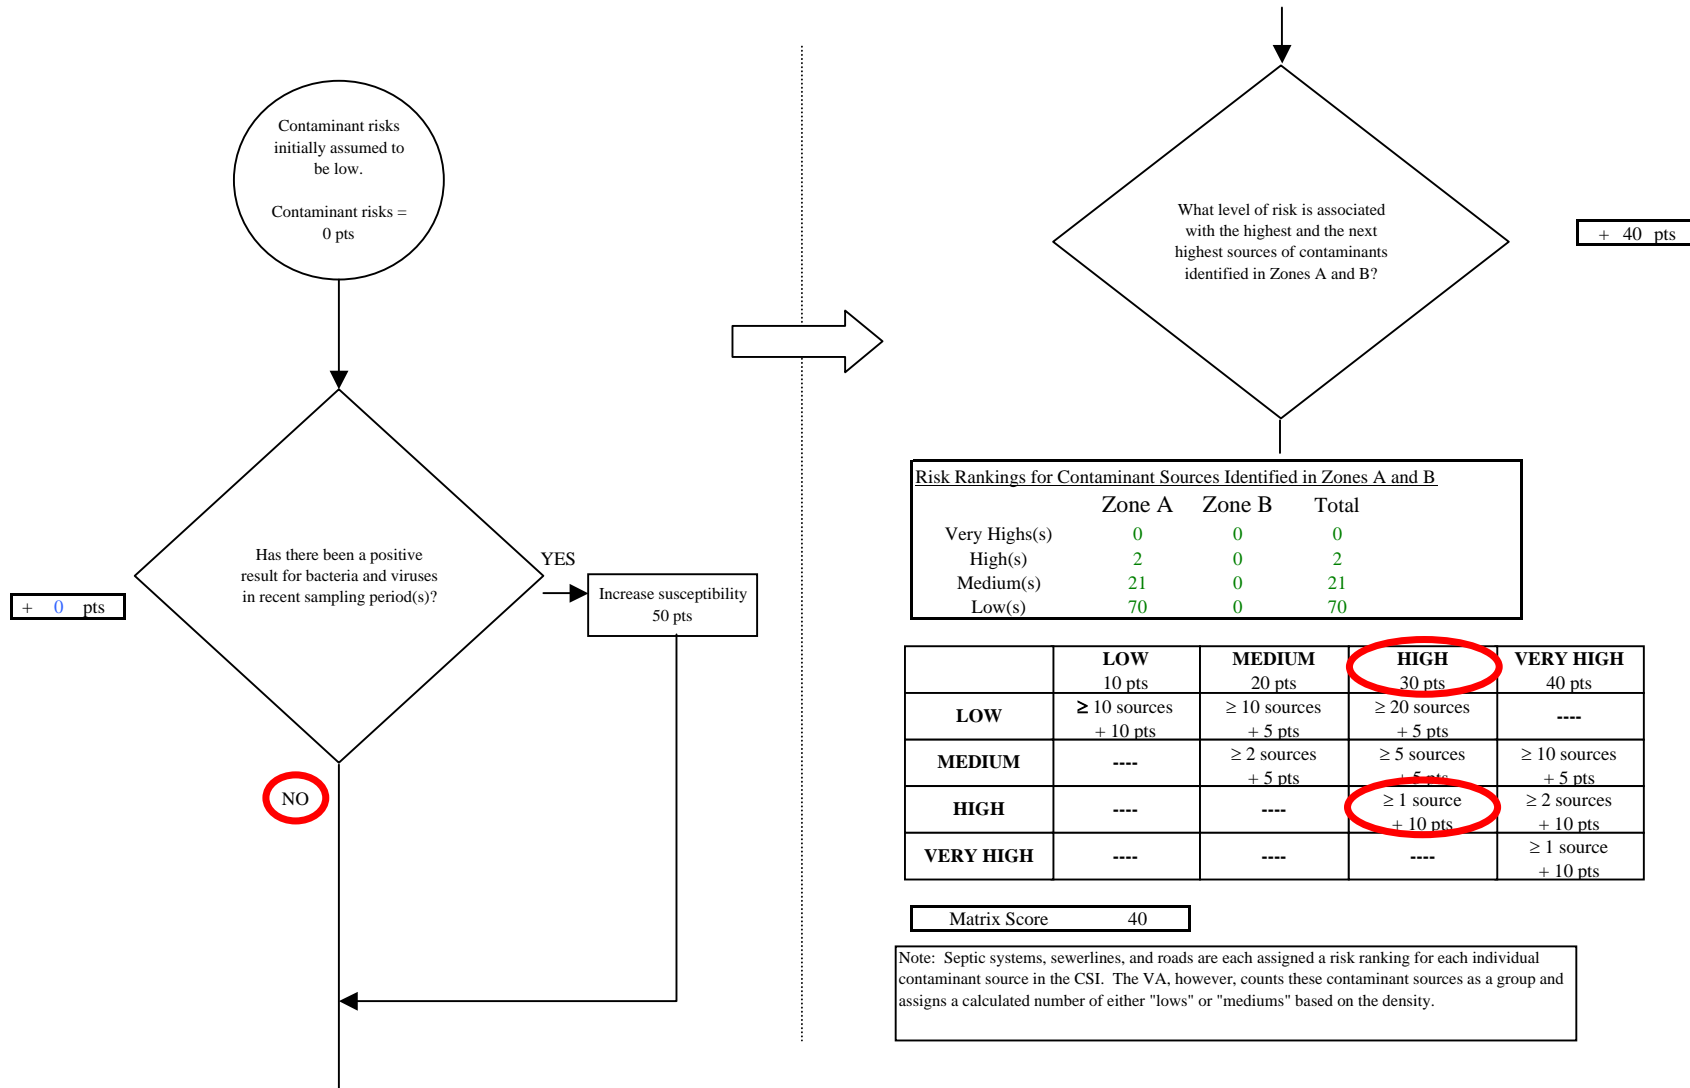 Contaminant risks
initially assumed to
be low.
Contaminant risks =
0 pts
Has there been a positive
result for bacteria and viruses
in recent sampling period(s)?
YES
Increase susceptibility
50 pts
+ 0 pts
NO
What level of risk is associated
with the highest and the next
highest sources of contaminants
identified in Zones A and B?
+ 40 pts
Risk Rankings for Contaminant Sources Identified in Zones A and B
Zone A Zone B Total
Very Highs(s) 0 0 0
High(s) 2 0 2
Medium(s) 21 0 21
Low(s) 70 0 70
LOW MEDIUM HIGH VERY HIGH
10 pts 20 pts 30 pts 40 pts
LOW ≥ 10 sources ≥ 10 sources ≥ 20 sources ----
+ 10 pts + 5 pts + 5 pts
MEDIUM ---- ≥ 2 sources ≥ 5 sources ≥ 10 sources
+ 5 pts + 5 pts + 5 pts
HIGH ---- ---- ≥ 1 source ≥ 2 sources
+ 10 pts + 10 pts
VERY HIGH ---- ---- ---- ≥ 1 source
+ 10 pts
Matrix Score 40
Note: Septic systems, sewerlines, and roads are each assigned a risk ranking for each individual
contaminant source in the CSI. The VA, however, counts these contaminant sources as a group and
assigns a calculated number of either "lows" or "mediums" based on the density.